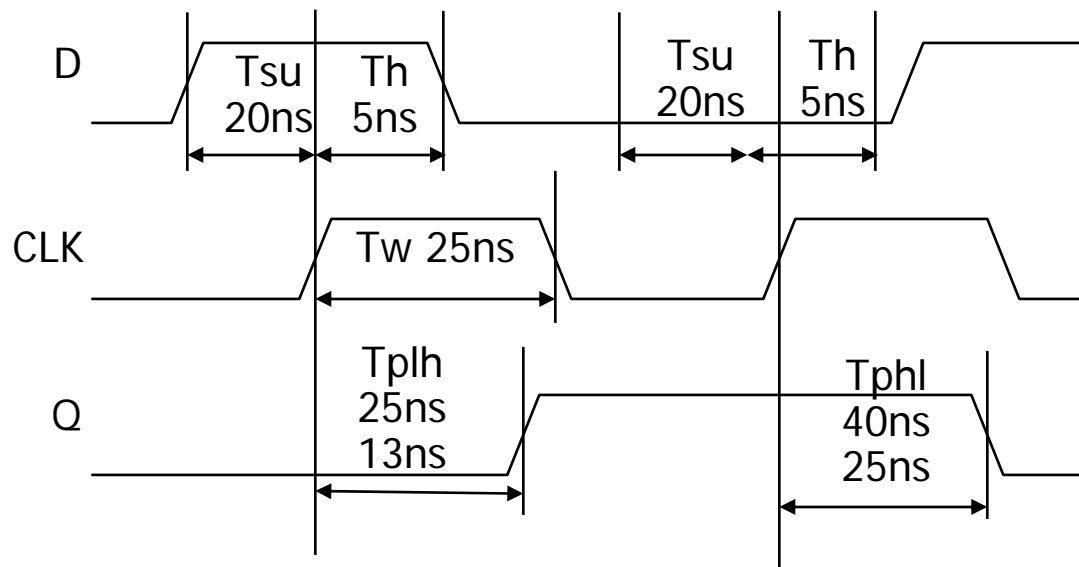 D
Tsu
20ns
Th
5ns
Tsu
20ns
Th
5ns
CLK
Tw 25ns
Q
Tplh
25ns
13ns
Tphl
40ns
25ns